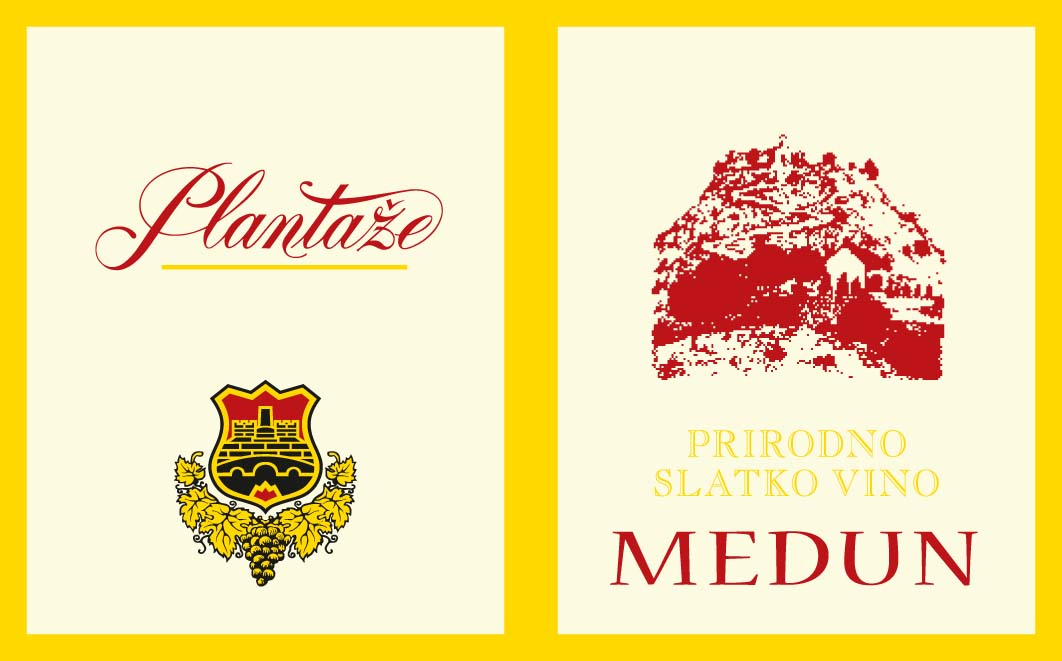 Plantaže
PRIRODNO
SLATKO VINO
MEDUN